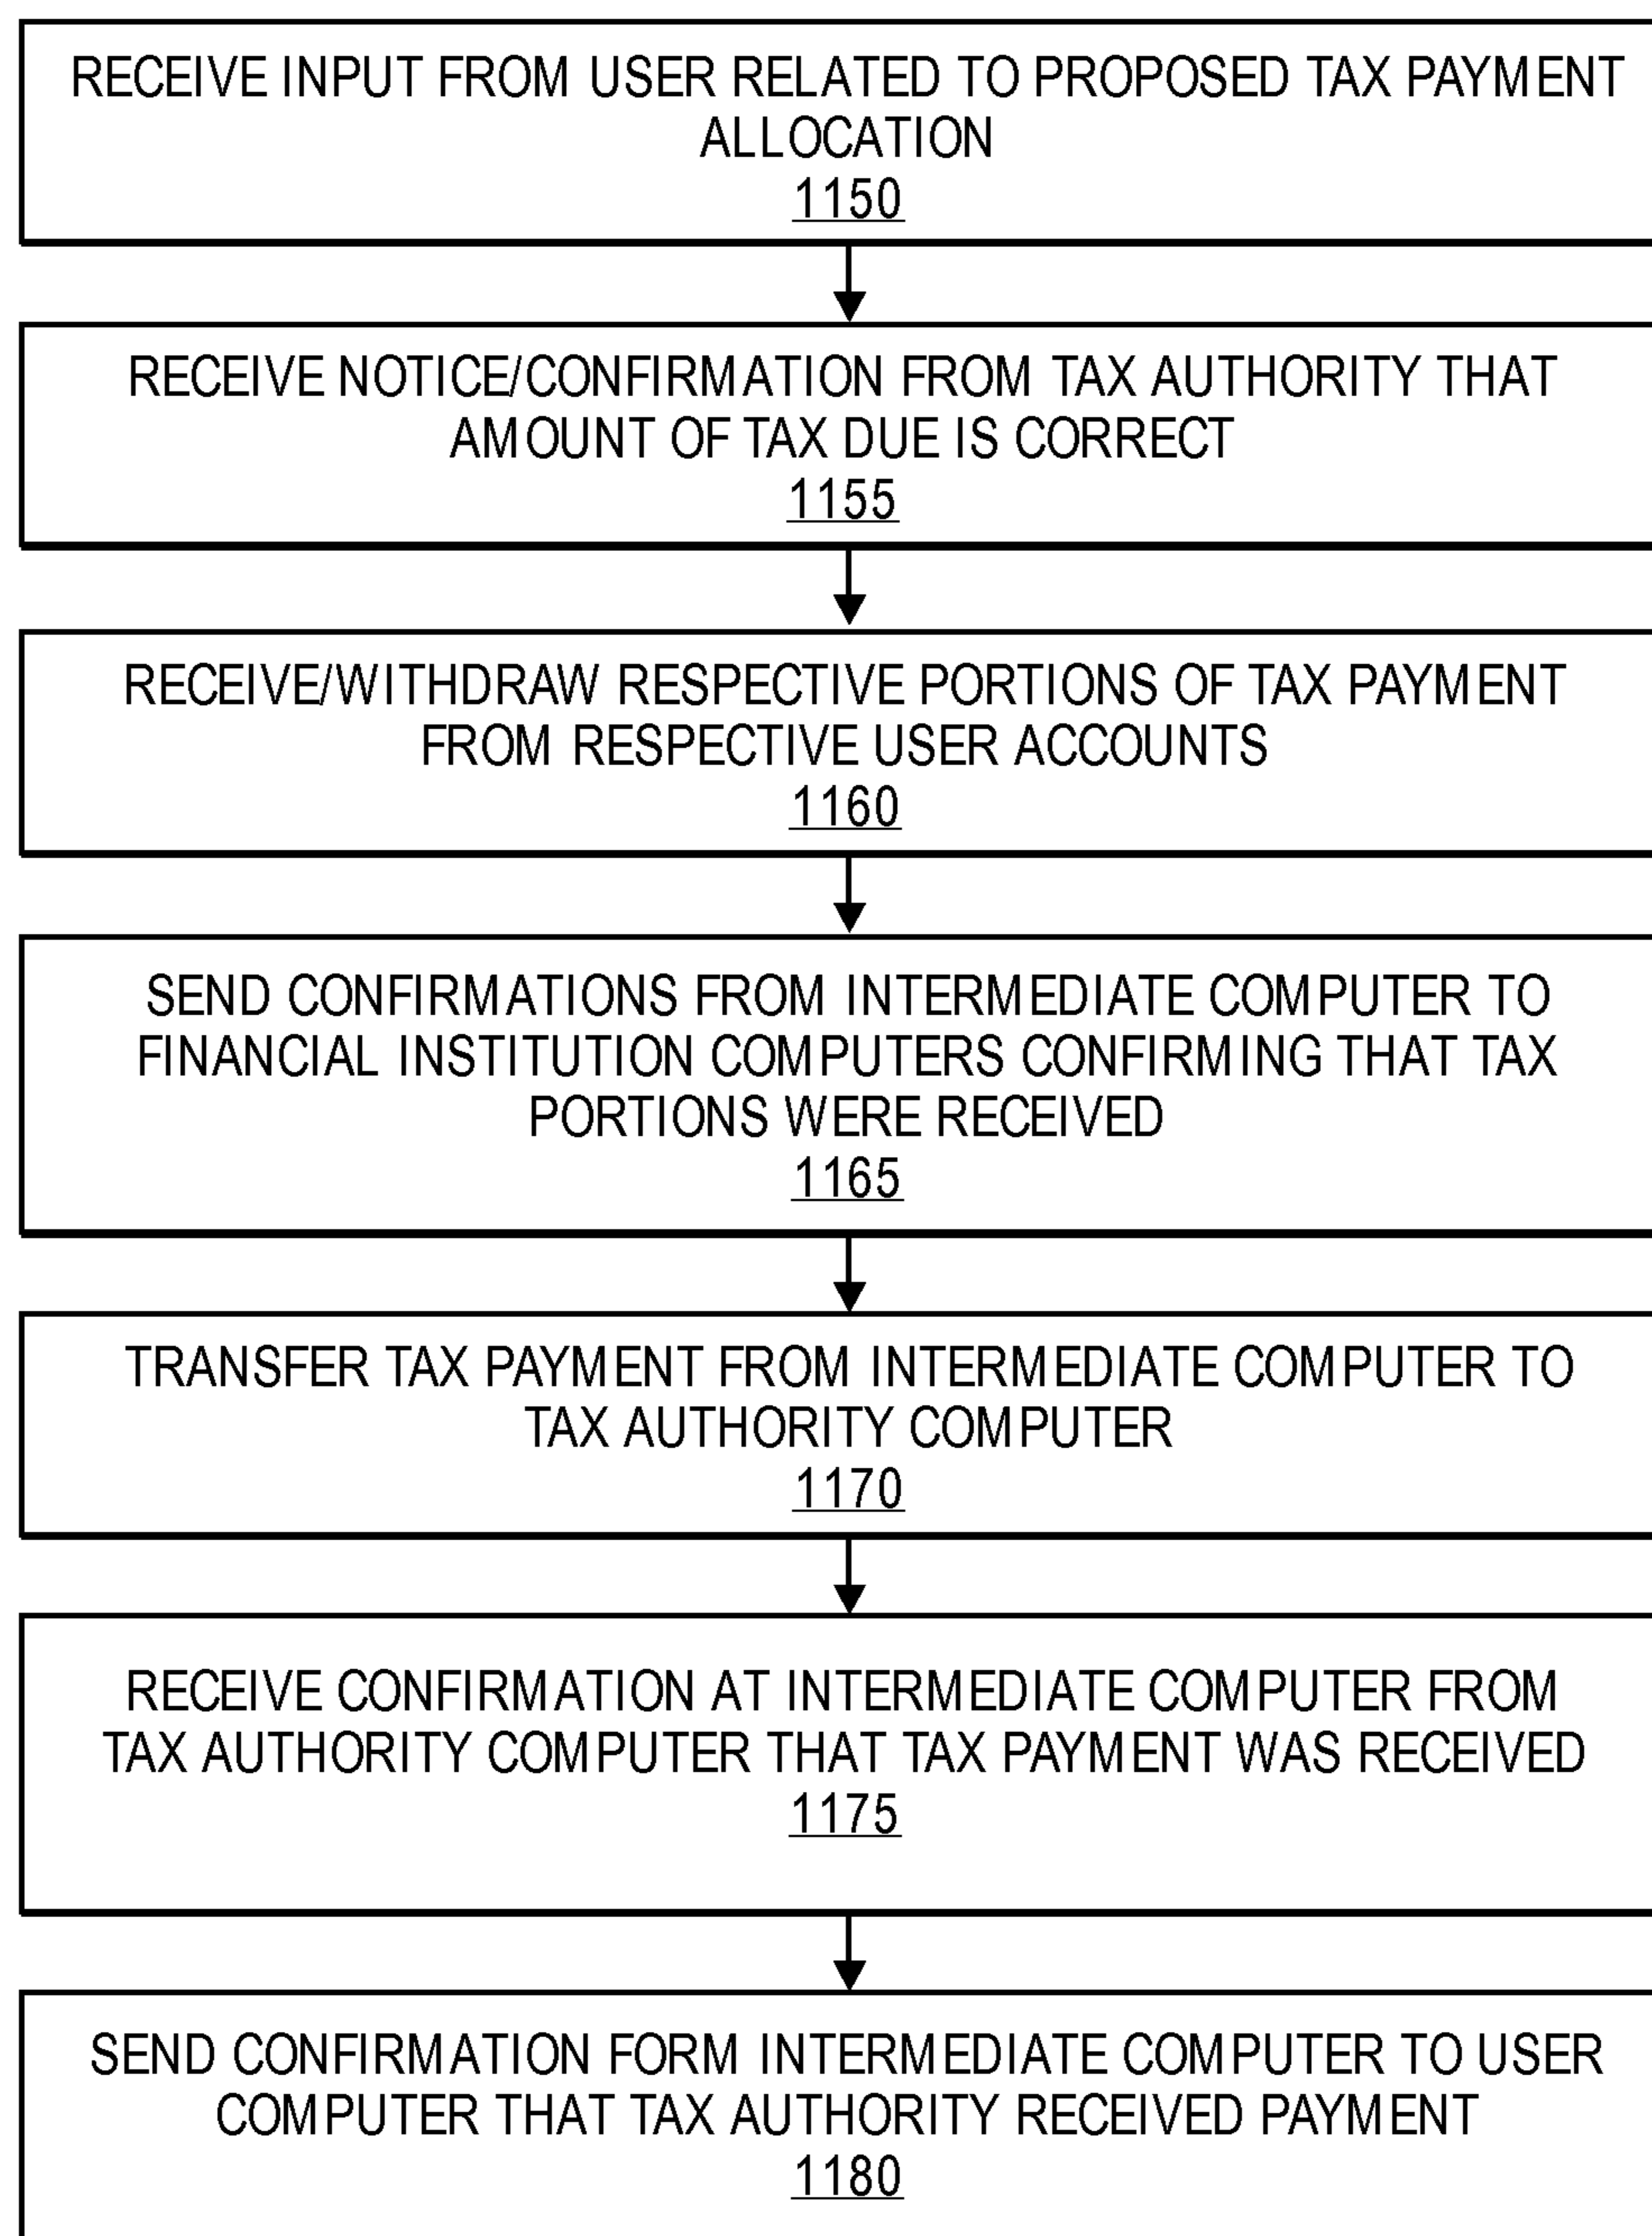 RECEIVE INPUT FROM USER RELATED TO PROPOSED TAX PAYMENT
ALLOCATION
1150
RECEIVE NOTICE/CONFIRMATION FROM TAX AUTHORITY THAT
AMOUNT OF TAX DUE IS CORRECT
1155
RECEIVE/WITHDRAW RESPECTIVE PORTIONS OF TAX PAYMENT
FROM RESPECTIVE USER ACCOUNTS
1160
SEND CONFIRMATIONS FROM INTERMEDIATE COMPUTER TO
FINANCIAL INSTITUTION COMPUTERS CONFIRMING THAT TAX
PORTIONS WERE RECEIVED
1165
TRANSFER TAX PAYMENT FROM INTERMEDIATE COMPUTER TO
TAX AUTHORITY COMPUTER
1170
RECEIVE CONFIRMATION AT INTERMEDIATE COMPUTER FROM
TAX AUTHORITY COMPUTER THAT TAX PAYMENT WAS RECEIVED
1175
SEND CONFIRMATION FORM INTERMEDIATE COMPUTER TO USER
COMPUTER THAT TAX AUTHORITY RECEIVED PAYMENT
1180